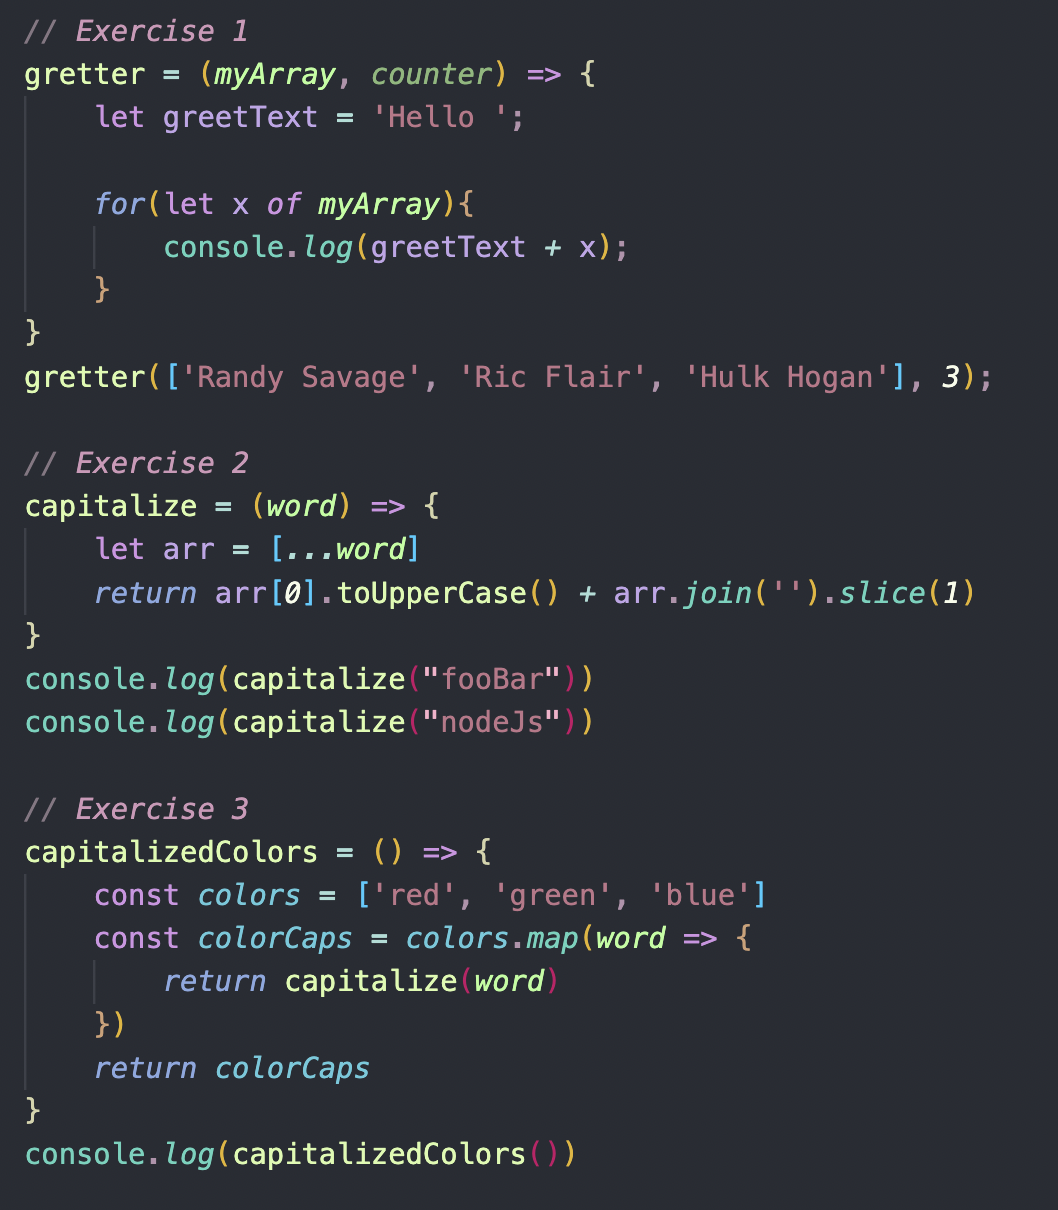 // Exercise 1
gretter = (myArray, counter) => {
let greetText = 'Hello ';
for(let x of myArray){
console.log(greetText + x);
}
}
gretter(['Randy Savage', 'Ric Flair', 'Hulk Hogan'], 3);
// Exercise 2
capitalize = (word) => {
let arr = [...word]
return arr[0].toUpperCase() + arr.join('').slice(1)
}
console.log(capitalize("fooBar"))
console.log(capitalize("nodeJs"))
// Exercise 3
capitalizedColors = () => {
const colors = ['red', 'green', 'blue']
const colorCaps = colors.map(word => {
return capitalize(word)
})
return colorCaps
}
console.log(capitalizedColors())